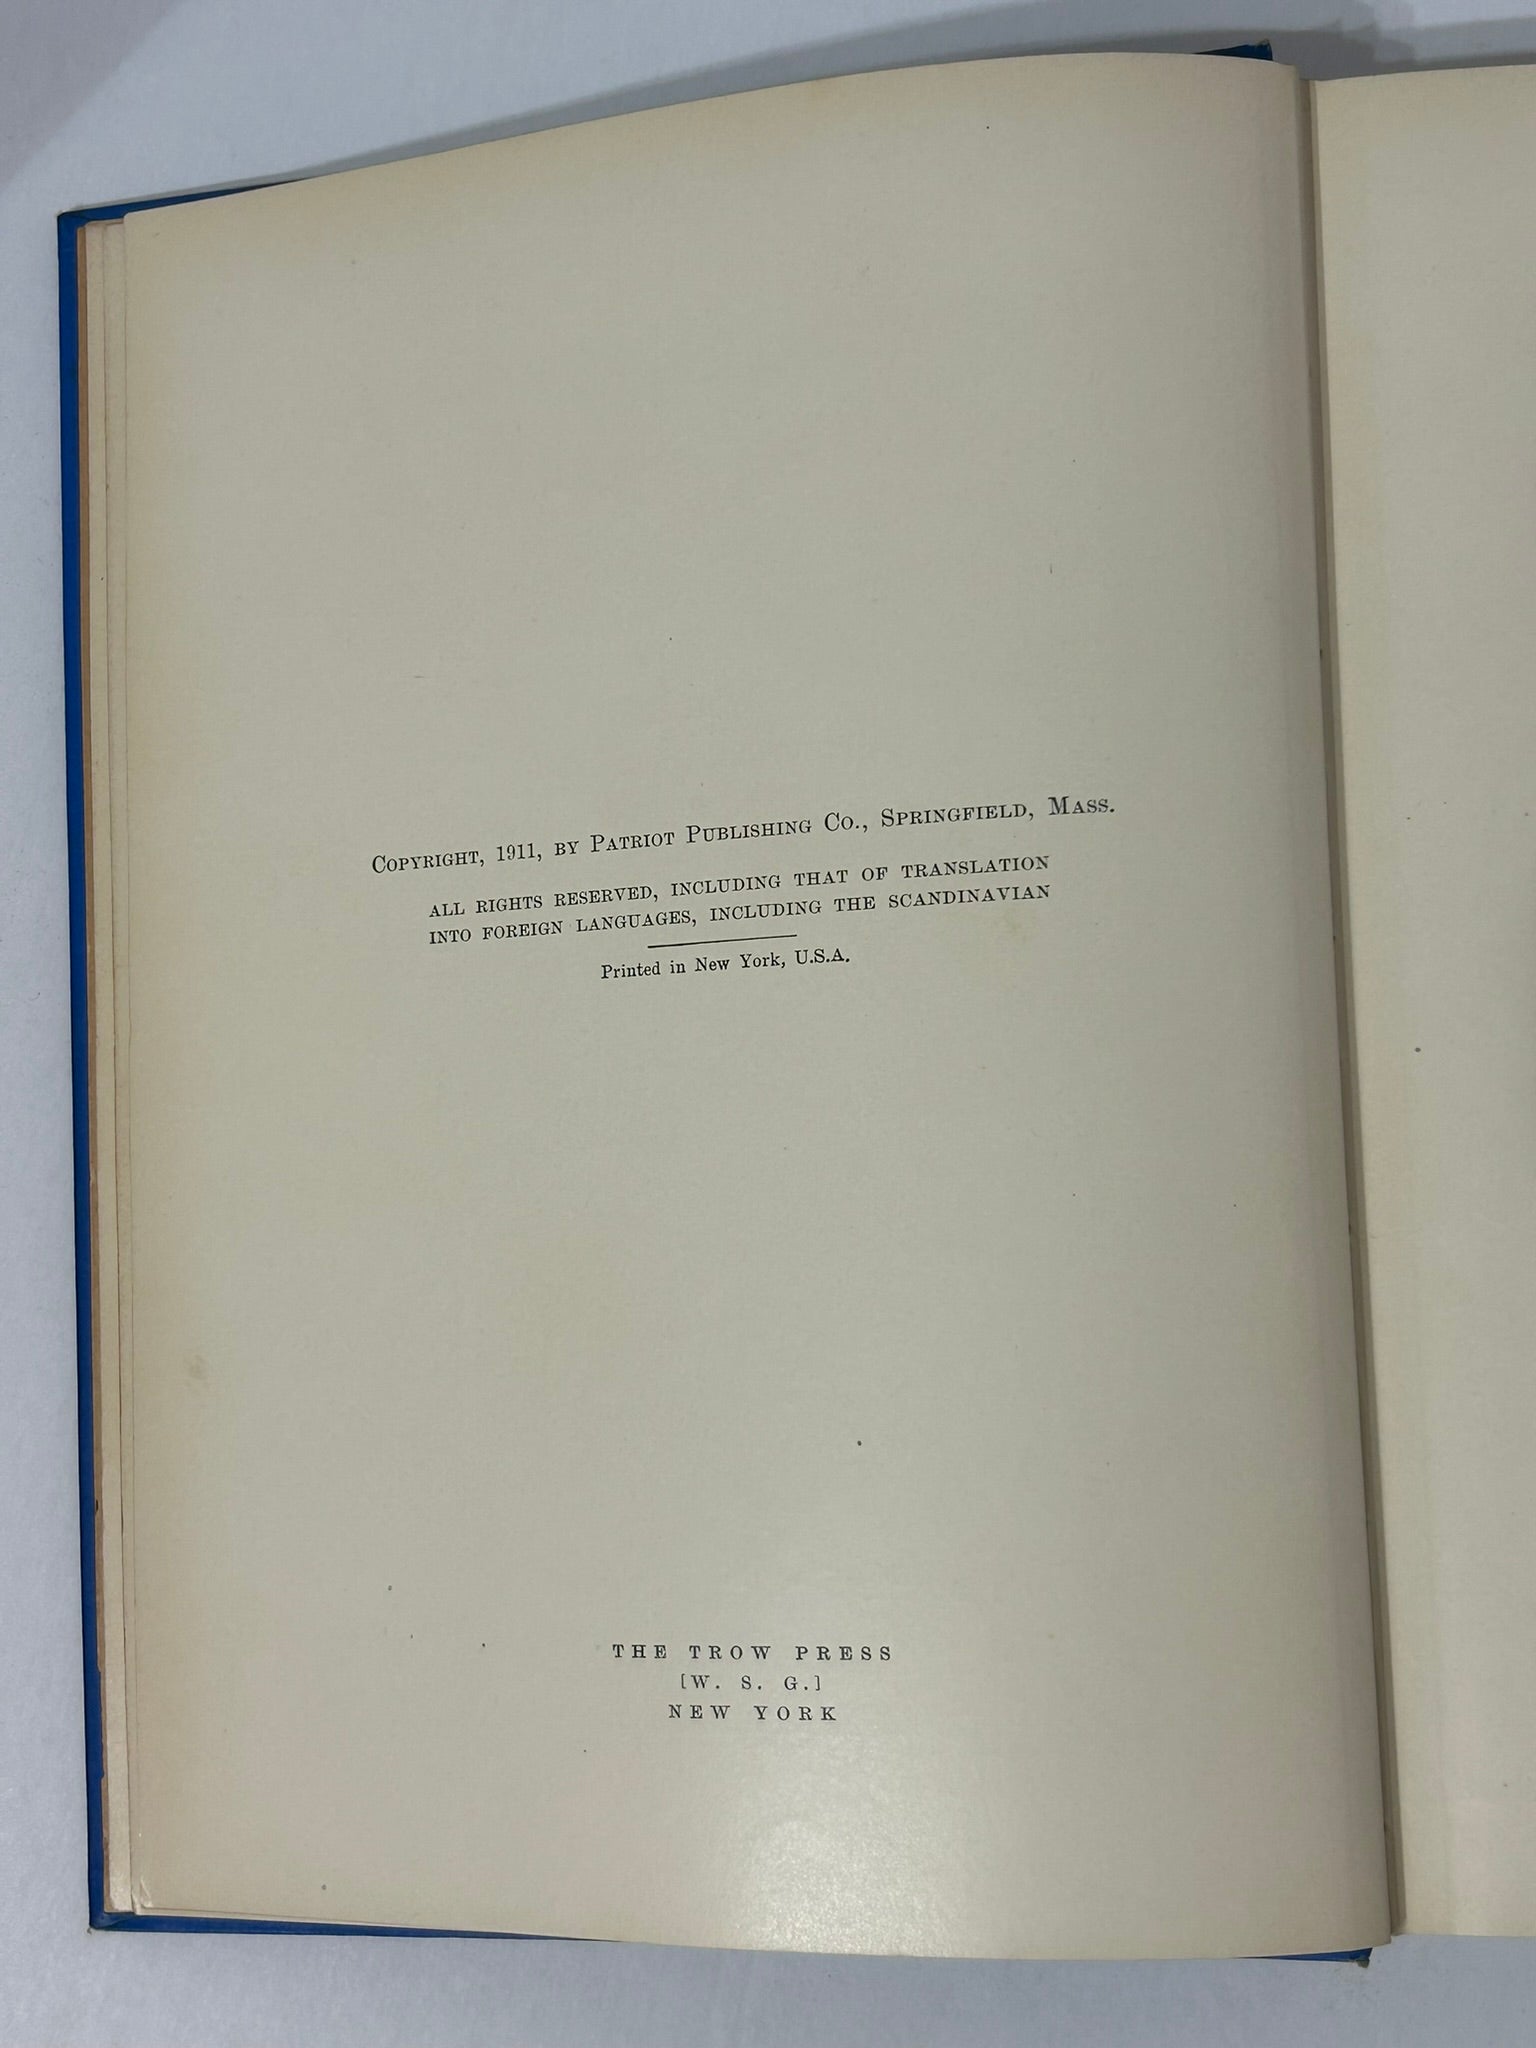 Copyright, 1911, by Patriot Publishing Co., Springfield, Mass.
ALL RIGHTS RESERVED, INCLUDING THAT OF TRANSLATION
INTO FOREIGN LANGUAGES, INCLUDING THE SCANDINAVIAN
Printed in New York, U.S.A.
THE TROW PRESS
[W. S. G.]
NEW YORK